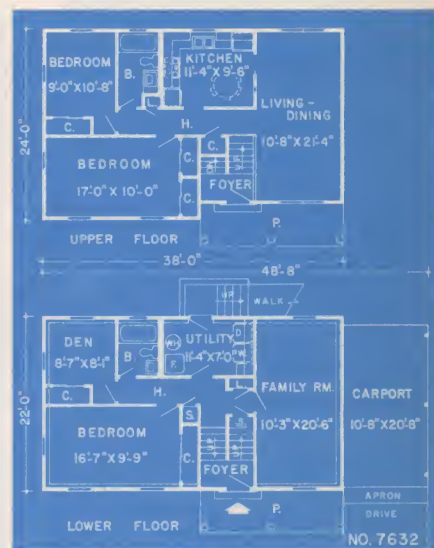 BEDROOM
9'-0"X10'-8"
B.
KITCHEN
11'-4"X9'-6"
LIVING-
DINING
10'-8"X21'-4"
L.
C.
H.
24'-0"
BEDROOM
17'-0" X 10'-0"
C.
C.
C.
FOYER
P.
UPPER FLOOR
38'-0"
48'-8"
UP
WALK
DEN
8'-7"X8'-1"
B.
UTILITY
11'-4"X7'-0"
W.H.
F.
D.
W.
C.
H.
22'-0"
FAMILY RM.
10'-3"X20'-6"
CARPORT
10'-8"X20'-8"
S.
BEDROOM
16'-7"X9'-9"
C.
FOYER
P.
APRON
DRIVE
LOWER FLOOR
NO. 7632